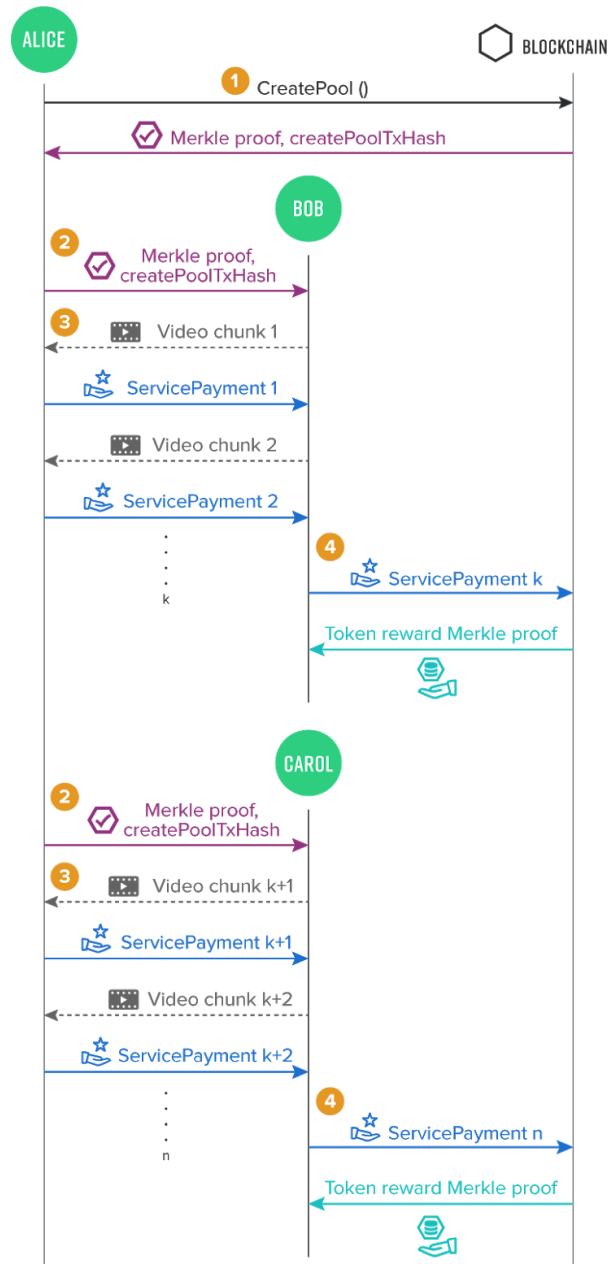 ALICE
BLOCKCHAIN
1
CreatePool ()
Merkle proof, createPoolTxHash
BOB
2
Merkle proof,
createPoolTxHash
3
Video chunk 1
ServicePayment 1
Video chunk 2
ServicePayment 2
k
4
ServicePayment k
Token reward Merkle proof
CAROL
2
Merkle proof,
createPoolTxHash
3
Video chunk k+1
ServicePayment k+1
Video chunk k+2
ServicePayment k+2
n
4
ServicePayment n
Token reward Merkle proof